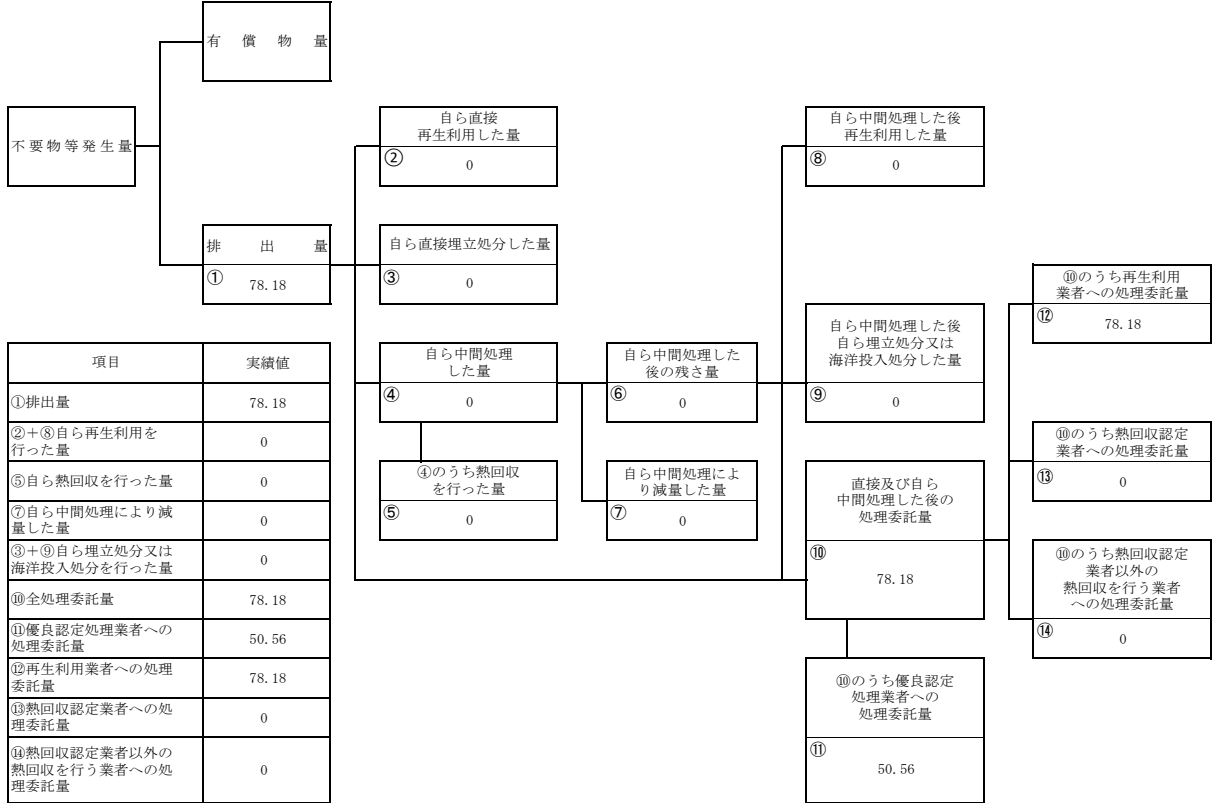 有償物量
不要物等発生量
排出量
① 78.18
自ら直接
再生利用した量
② 0
自ら直接埋立処分した量
③ 0
自ら中間処理
した量
④ 0
④のうち熱回収
を行った量
⑤ 0
自ら中間処理した
後の残さ量
⑥ 0
自ら中間処理によ
り減量した量
⑦ 0
自ら中間処理した後
再生利用した量
⑧ 0
自ら中間処理した後
自ら埋立処分又は
海洋投入処分した量
⑨ 0
直接及び自ら
中間処理した後の
処理委託量
⑩
78.18
⑩のうち優良認定
処理業者への
処理委託量
⑪
50.56
⑩のうち再生利用
業者への処理委託量
⑫ 78.18
⑩のうち熱回収認定
業者への処理委託量
⑬ 0
⑩のうち熱回収認定
業者以外の
熱回収を行う業者
への処理委託量
⑭ 0
項目 実績値
①排出量 78.18
②+⑧自ら再生利用を
行った量 0
⑤自ら熱回収を行った量 0
⑦自ら中間処理により減
量した量 0
③+⑨自ら埋立処分又は
海洋投入処分を行った量 0
⑩全処理委託量 78.18
⑪優良認定処理業者への
処理委託量 50.56
⑫再生利用業者への処理
委託量 78.18
⑬熱回収認定業者への処
理委託量 0
⑭熱回収認定業者以外の
熱回収を行う業者への処
理委託量 0